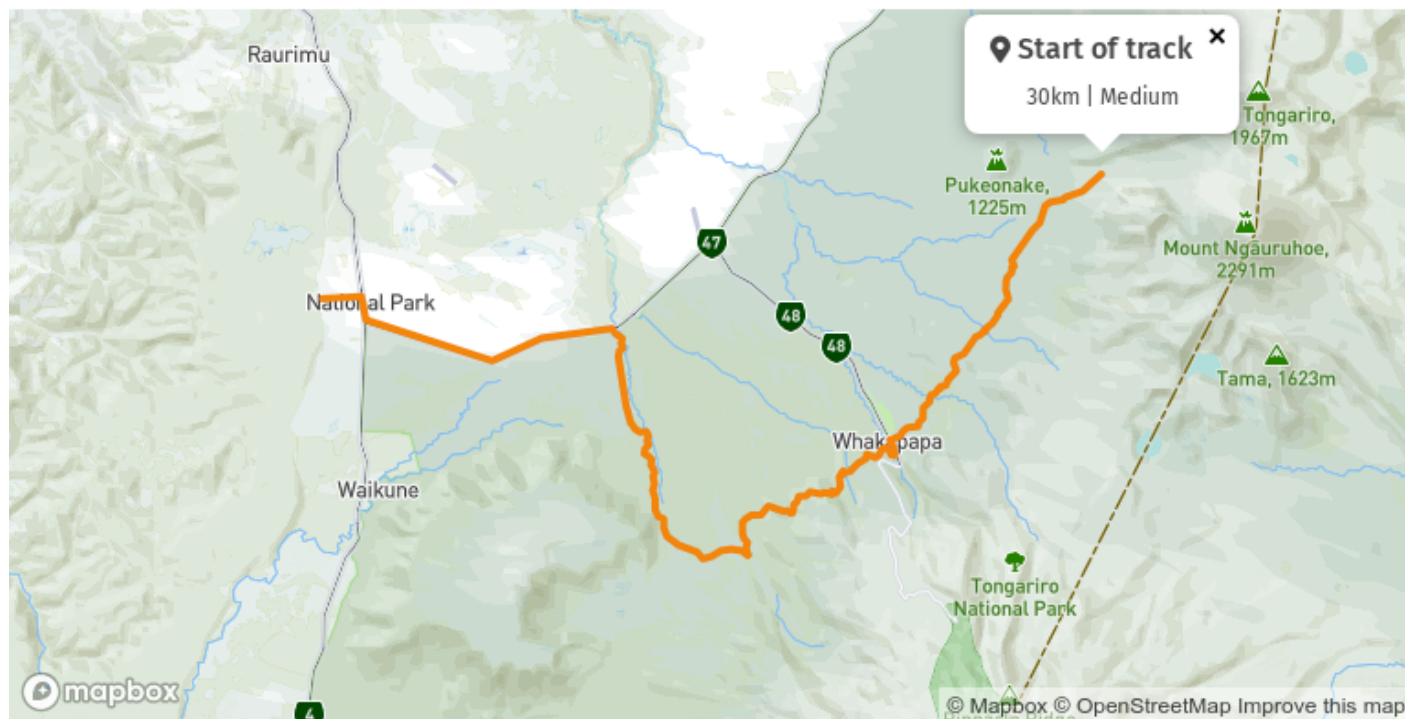 Raurimu
Start of track
×
30km | Medium
Tongariro,
1967m
Pukeonake,
1225m
47
Mount Ngāuruhoe,
2291m
National Park
48
48
Tama, 1623m
Whakapapa
Waikune
Tongariro
National Park
mapbox
4
© Mapbox © OpenStreetMap Improve this map